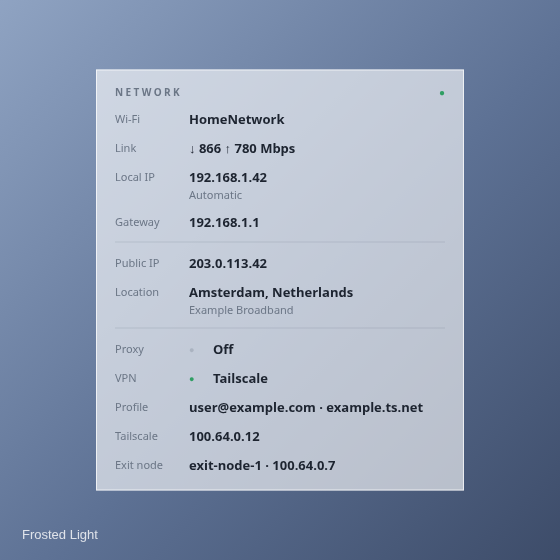 NETWORK
Wi-Fi HomeNetwork
Link ↓ 866 ↑ 780 Mbps
Local IP 192.168.1.42
Automatic
Gateway 192.168.1.1
Public IP 203.0.113.42
Location Amsterdam, Netherlands
Example Broadband
Proxy Off
VPN Tailscale
Profile user@example.com · example.ts.net
Tailscale 100.64.0.12
Exit node exit-node-1 · 100.64.0.7
Frosted Light